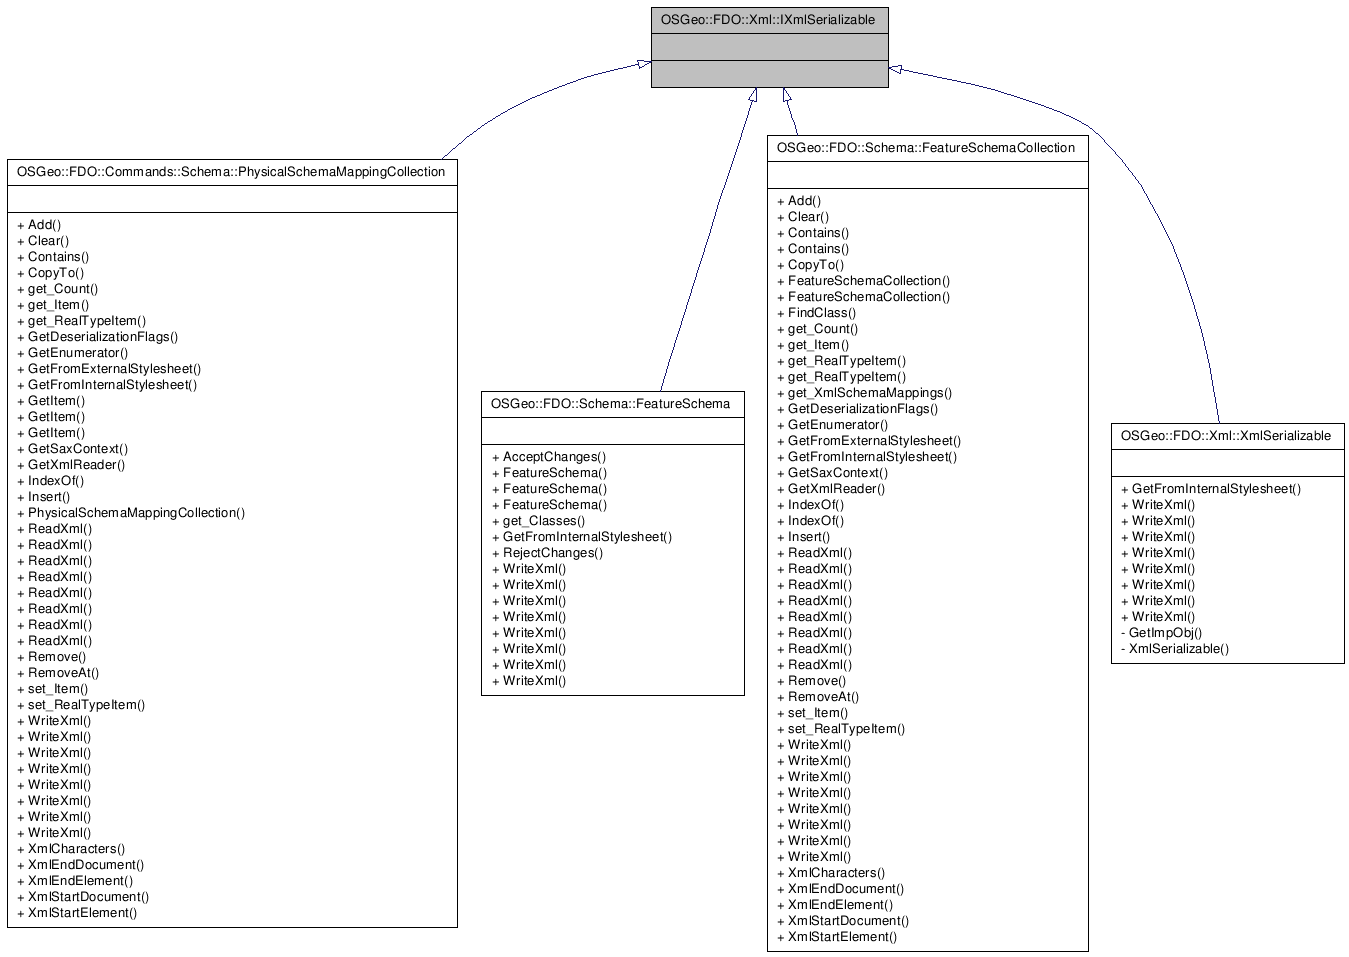 OSGeo::FDO::Xml::IXmlSerializable
OSGeo::FDO::Commands::Schema::PhysicalSchemaMappingCollection
+ Add()
+ Clear()
+ Contains()
+ CopyTo()
+ get_Count()
+ get_Item()
+ get_RealTypeItem()
+ GetDeserializationFlags()
+ GetEnumerator()
+ GetFromExternalStylesheet()
+ GetFromInternalStylesheet()
+ GetItem()
+ GetItem()
+ GetItem()
+ GetSaxContext()
+ GetXmlReader()
+ IndexOf()
+ Insert()
+ PhysicalSchemaMappingCollection()
+ ReadXml()
+ ReadXml()
+ ReadXml()
+ ReadXml()
+ ReadXml()
+ ReadXml()
+ ReadXml()
+ ReadXml()
+ Remove()
+ RemoveAt()
+ set_Item()
+ set_RealTypeItem()
+ WriteXml()
+ WriteXml()
+ WriteXml()
+ WriteXml()
+ WriteXml()
+ WriteXml()
+ WriteXml()
+ WriteXml()
+ XmlCharacters()
+ XmlEndDocument()
+ XmlEndElement()
+ XmlStartDocument()
+ XmlStartElement()
OSGeo::FDO::Schema::FeatureSchema
+ AcceptChanges()
+ FeatureSchema()
+ FeatureSchema()
+ FeatureSchema()
+ get_Classes()
+ GetFromInternalStylesheet()
+ RejectChanges()
+ WriteXml()
+ WriteXml()
+ WriteXml()
+ WriteXml()
+ WriteXml()
+ WriteXml()
+ WriteXml()
+ WriteXml()
OSGeo::FDO::Schema::FeatureSchemaCollection
+ Add()
+ Clear()
+ Contains()
+ Contains()
+ CopyTo()
+ FeatureSchemaCollection()
+ FeatureSchemaCollection()
+ FindClass()
+ get_Count()
+ get_Item()
+ get_RealTypeItem()
+ get_RealTypeItem()
+ get_XmlSchemaMappings()
+ GetDeserializationFlags()
+ GetEnumerator()
+ GetFromExternalStylesheet()
+ GetFromInternalStylesheet()
+ GetSaxContext()
+ GetXmlReader()
+ IndexOf()
+ IndexOf()
+ Insert()
+ ReadXml()
+ ReadXml()
+ ReadXml()
+ ReadXml()
+ ReadXml()
+ ReadXml()
+ ReadXml()
+ ReadXml()
+ Remove()
+ RemoveAt()
+ set_Item()
+ set_RealTypeItem()
+ WriteXml()
+ WriteXml()
+ WriteXml()
+ WriteXml()
+ WriteXml()
+ WriteXml()
+ WriteXml()
+ WriteXml()
+ XmlCharacters()
+ XmlEndDocument()
+ XmlEndElement()
+ XmlStartDocument()
+ XmlStartElement()
OSGeo::FDO::Xml::XmlSerializable
+ GetFromInternalStylesheet()
+ WriteXml()
+ WriteXml()
+ WriteXml()
+ WriteXml()
+ WriteXml()
+ WriteXml()
+ WriteXml()
+ WriteXml()
- GetImpObj()
- XmlSerializable()